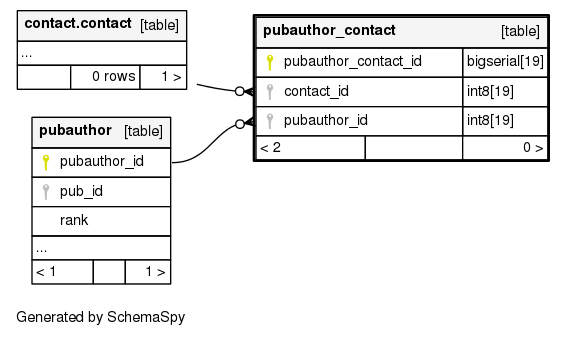 contact.contact [table]
...
0 rows 1 >
pubauthor [table]
pubauthor_id
pub_id
rank
...
< 1 1 >
pubauthor_contact [table]
pubauthor_contact_id bigserial[19]
contact_id int8[19]
pubauthor_id int8[19]
< 2 0 >
Generated by SchemaSpy